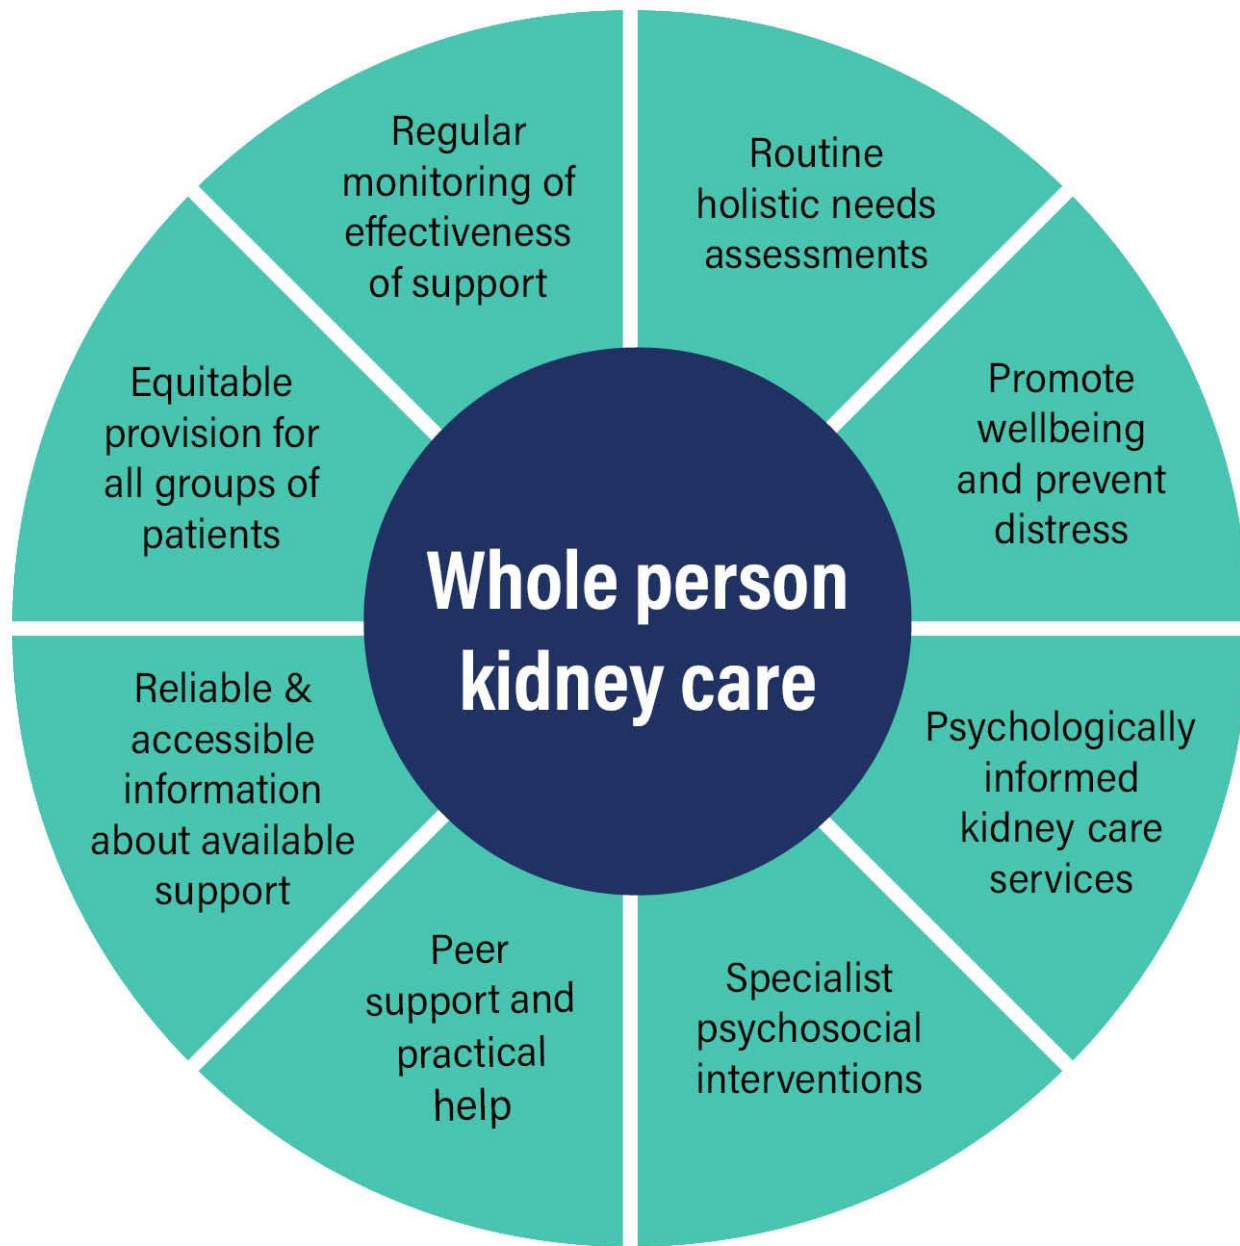 Whole person
kidney care
Routine
holistic needs
assessments
Promote
wellbeing
and prevent
distress
Psychologically
informed
kidney care
services
Specialist
psychosocial
interventions
Peer
support and
practical
help
Reliable &
accessible
information
about available
support
Equitable
provision for
all groups of
patients
Regular
monitoring of
effectiveness
of support